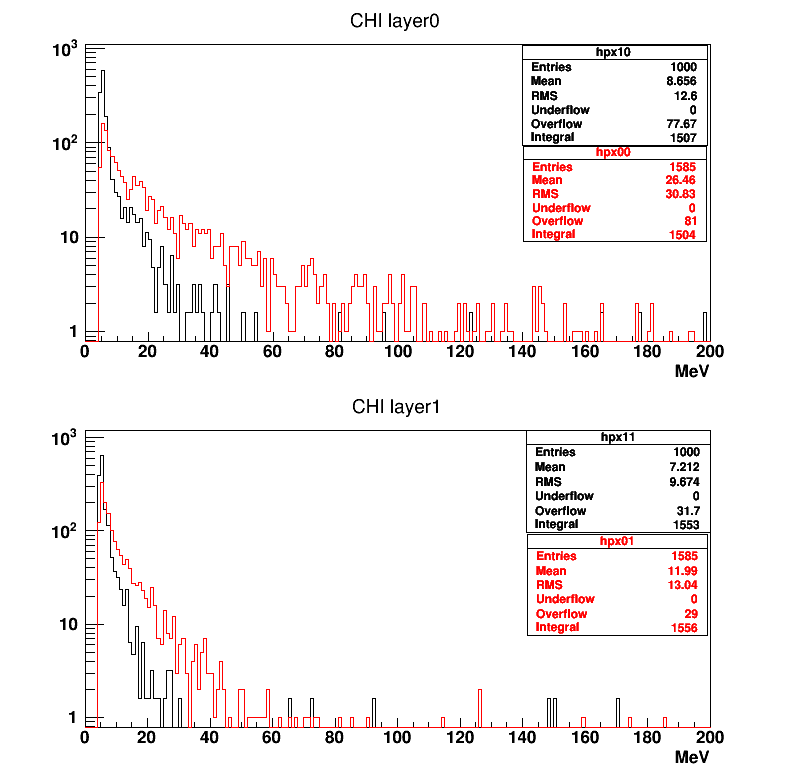 CHI layer0
10³
10²
10
1
hpx10
Entries 1000
Mean 8.656
RMS 12.6
Underflow 0
Overflow 77.67
Integral 1507
hpx00
Entries 1585
Mean 26.46
RMS 30.83
Underflow 0
Overflow 81
Integral 1504
0 20 40 60 80 100 120 140 160 180 200
MeV
CHI layer1
10³
10²
10
1
hpx11
Entries 1000
Mean 7.212
RMS 9.674
Underflow 0
Overflow 31.7
Integral 1553
hpx01
Entries 1585
Mean 11.99
RMS 13.04
Underflow 0
Overflow 29
Integral 1556
0 20 40 60 80 100 120 140 160 180 200
MeV